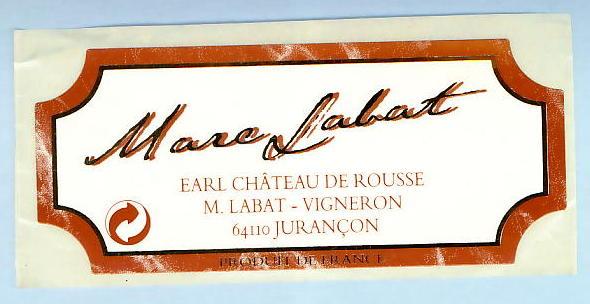 Marc Labat
EARL CHÂTEAU DE ROUSSE
M. LABAT - VIGNERON
64110 JURANÇON
PRODUIT DE FRANCE